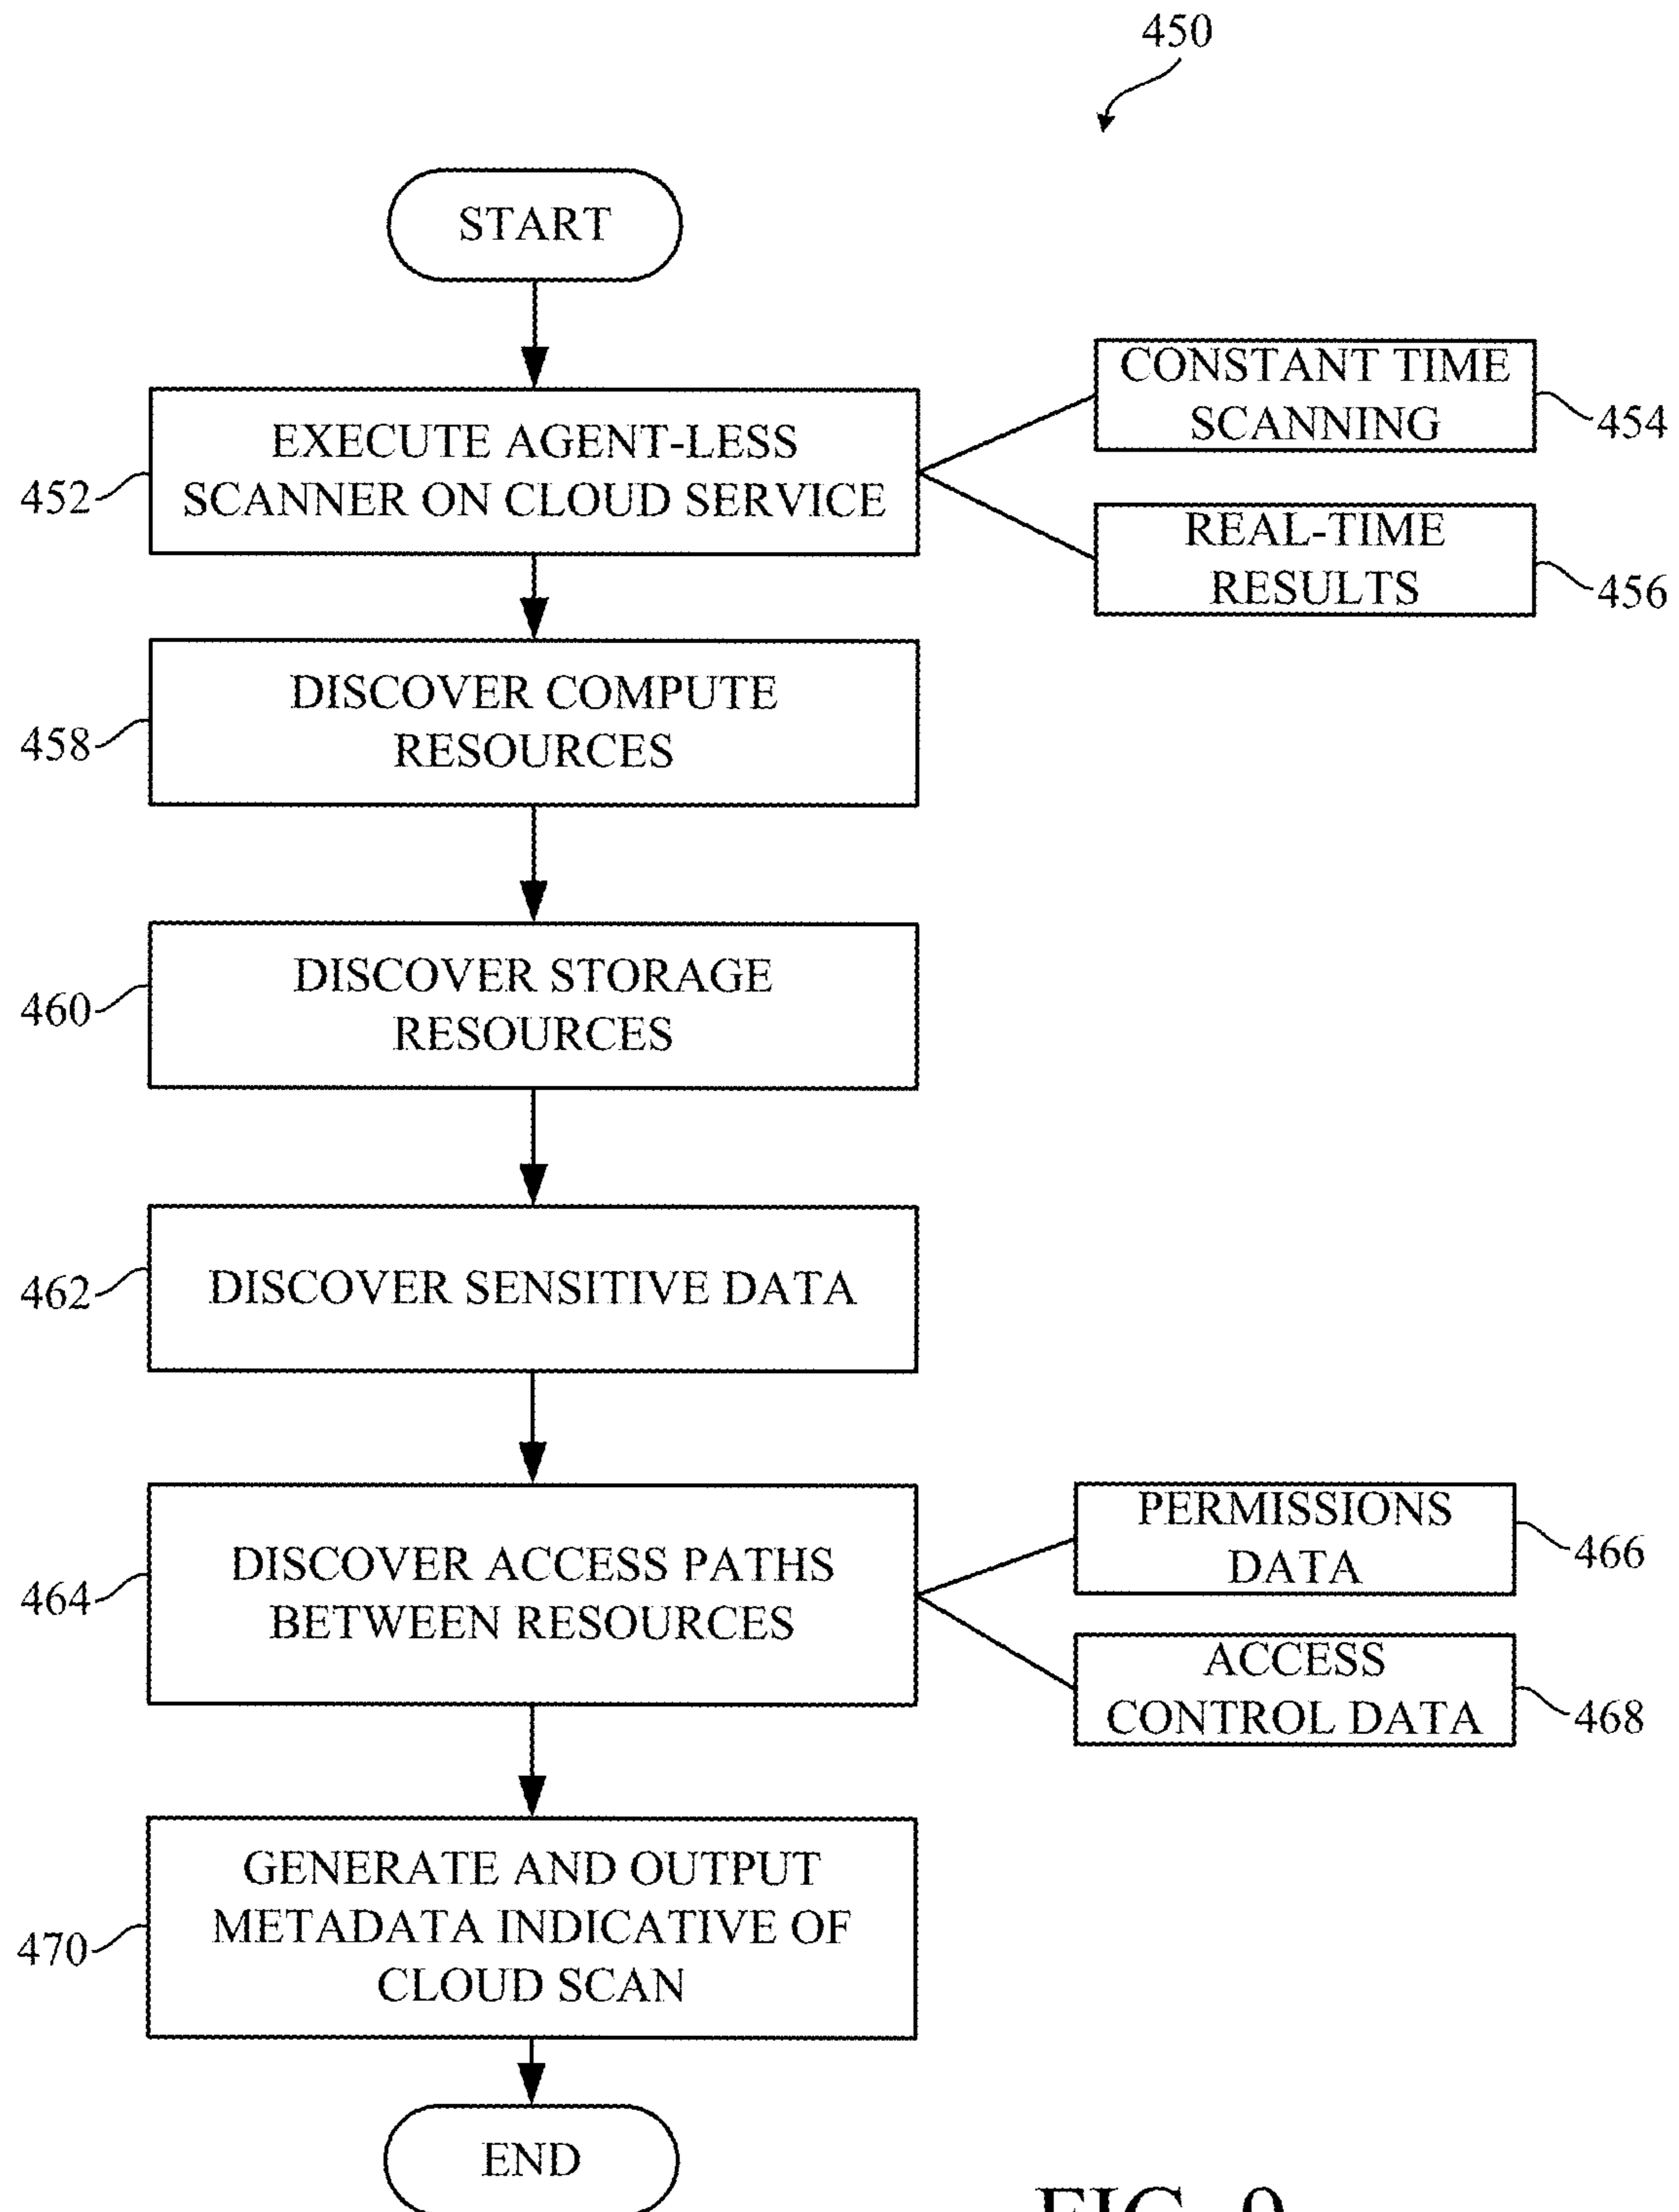 450
START
EXECUTE AGENT-LESS
SCANNER ON CLOUD SERVICE
452
CONSTANT TIME
SCANNING
454
REAL-TIME
RESULTS
456
DISCOVER COMPUTE
RESOURCES
458
DISCOVER STORAGE
RESOURCES
460
DISCOVER SENSITIVE DATA
462
DISCOVER ACCESS PATHS
BETWEEN RESOURCES
464
PERMISSIONS
DATA
466
ACCESS
CONTROL DATA
468
GENERATE AND OUTPUT
METADATA INDICATIVE OF
CLOUD SCAN
470
END